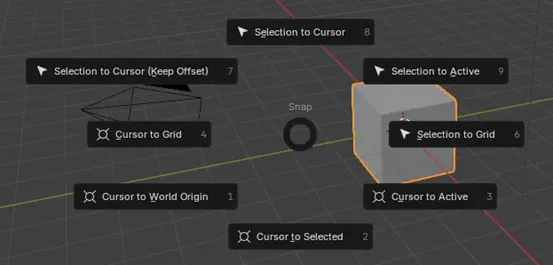 Selection to Cursor 8
Selection to Cursor (Keep Offset) 7
Selection to Active 9
Snap
Cursor to Grid 4
Selection to Grid 6
Cursor to World Origin 1
Cursor to Active 3
Cursor to Selected 2